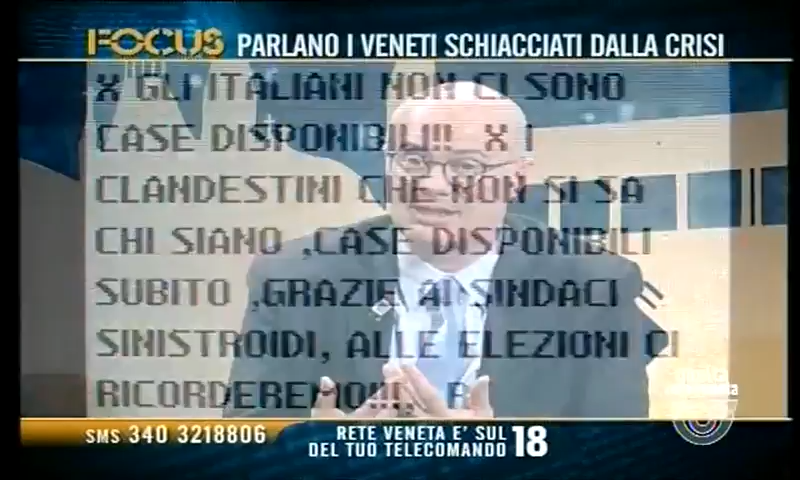 FOCUS PARLANO I VENETI SCHIACCIATI DALLA CRISI
X GLI ITALIANI NON CI SONO
CASE DISPONIBILI!! X I
CLANDESTINI CHE NON SI SA
CHI SIANO ,CASE DISPONIBILI
SUBITO ,GRAZIE AI SINDACI "
SINISTROIDI, ALLE ELEZIONI CI
RICORDEREMO!!!, R
SMS 340 3218806
RETE VENETA E' SUL 18
DEL TUO TELECOMANDO